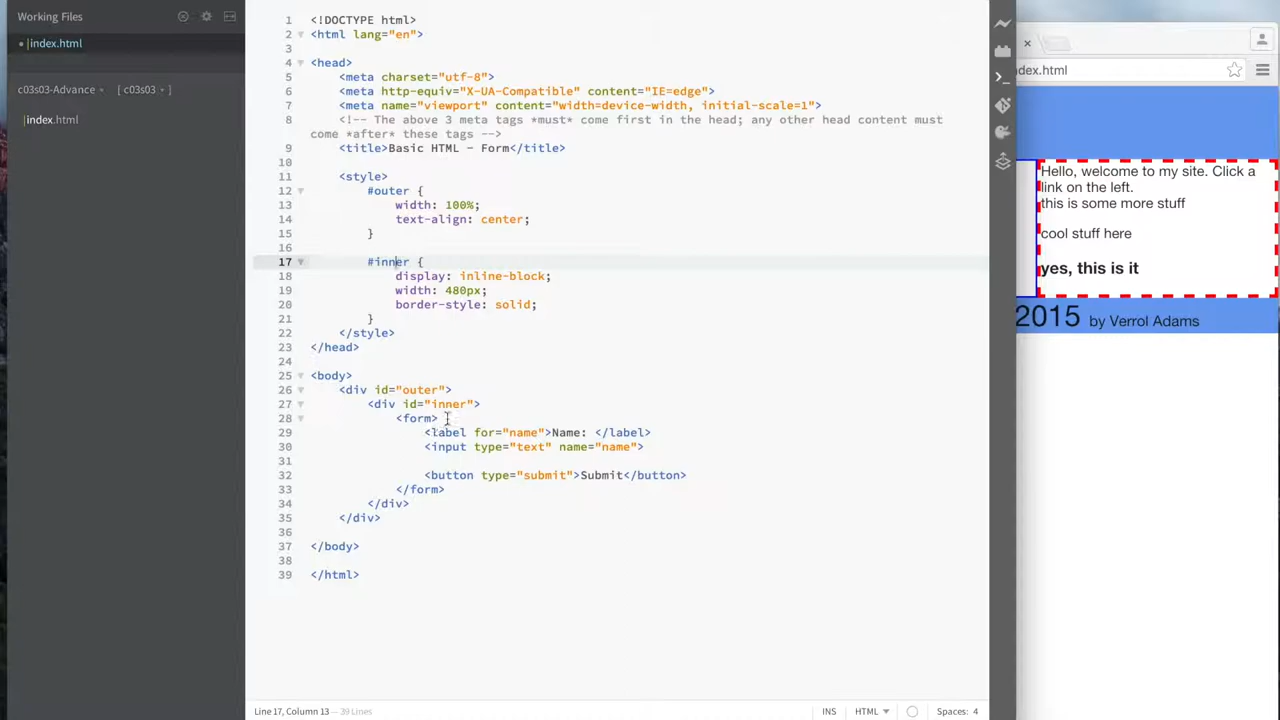 Working Files
index.html
c03s03-Advance [ c03s03 ]
index.html
1 <!DOCTYPE html>
2 <html lang="en">
3
4 <head>
5 <meta charset="utf-8">
6 <meta http-equiv="X-UA-Compatible" content="IE=edge">
7 <meta name="viewport" content="width=device-width, initial-scale=1">
8 <!-- The above 3 meta tags *must* come first in the head; any other head content must
come *after* these tags -->
9 <title>Basic HTML - Form</title>
10
11 <style>
12 #outer {
13 width: 100%;
14 text-align: center;
15 }
16
17 #inner {
18 display: inline-block;
19 width: 480px;
20 border-style: solid;
21 }
22 </style>
23 </head>
24
25 <body>
26 <div id="outer">
27 <div id="inner">
28 <form>
29 <label for="name">Name: </label>
30 <input type="text" name="name">
31
32 <button type="submit">Submit</button>
33 </form>
34 </div>
35 </div>
36
37 </body>
38
39 </html>
Line 17, Column 13 — 39 Lines
INS HTML Spaces: 4
ndex.html
Hello, welcome to my site. Click a
link on the left.
this is some more stuff
cool stuff here
yes, this is it
2015 by Verrol Adams